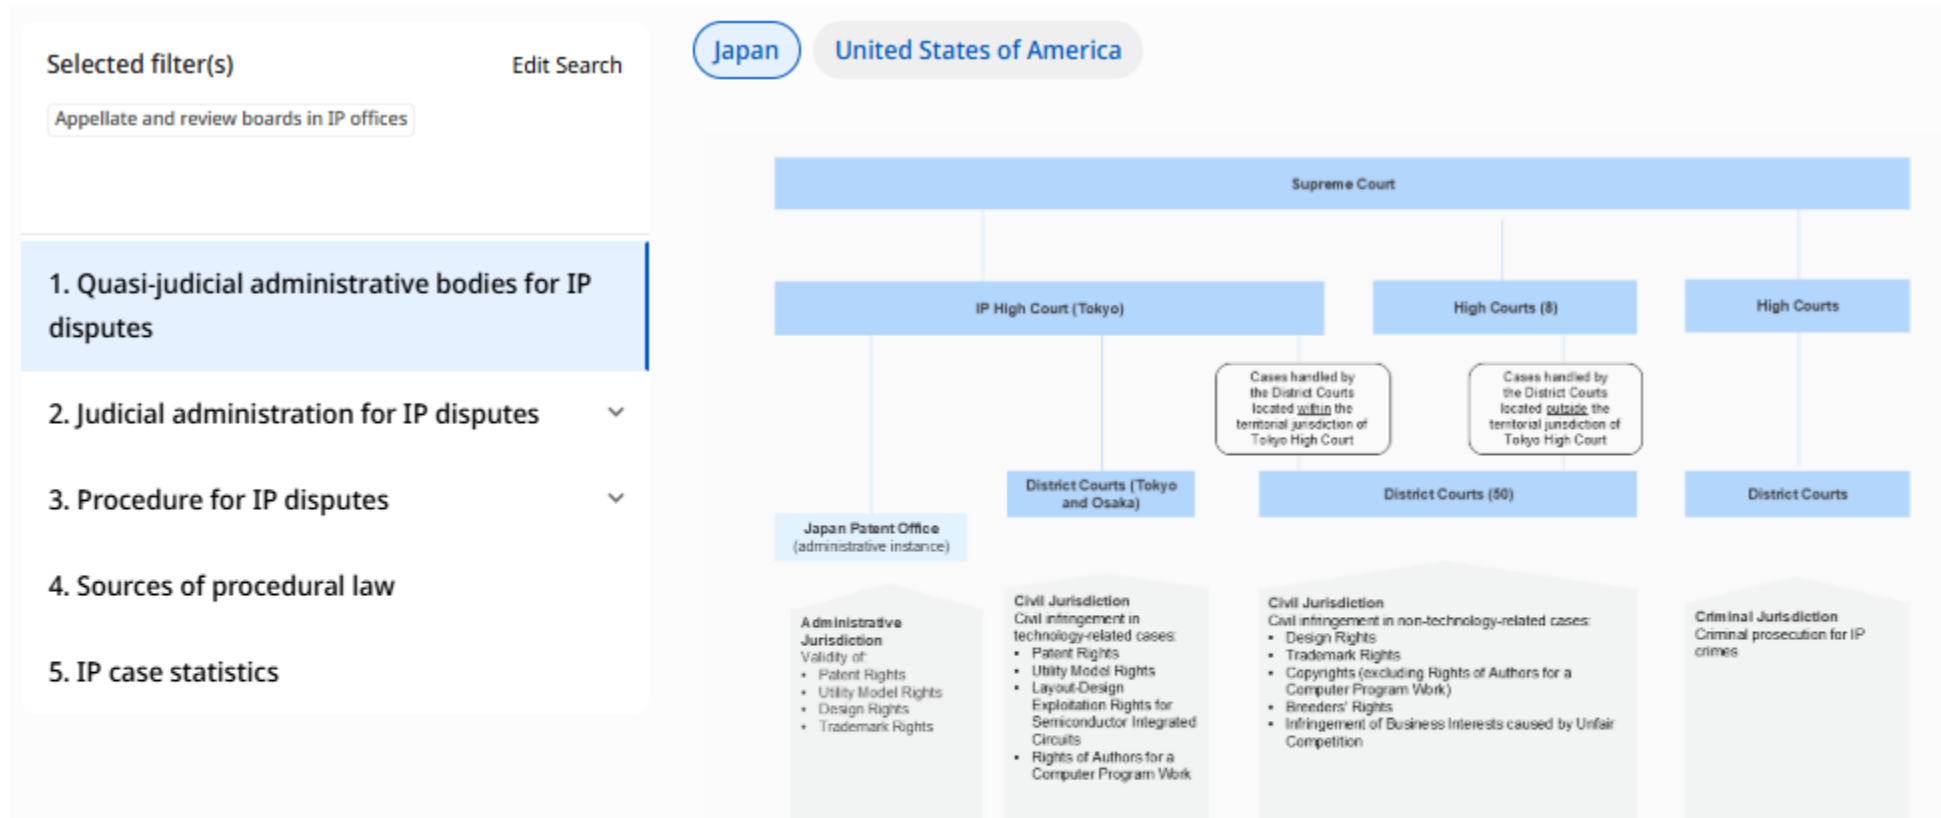 Selected filter(s)
Edit Search
Appellate and review boards in IP offices
1. Quasi-judicial administrative bodies for IP
disputes
2. Judicial administration for IP disputes
3. Procedure for IP disputes
4. Sources of procedural law
5. IP case statistics
Japan
United States of America
Supreme Court
IP High Court (Tokyo)
High Courts (8)
High Courts
Cases handled by
the District Courts
located within the
territorial jurisdiction of
Tokyo High Court
Cases handled by
the District Courts
located outside the
territorial jurisdiction of
Tokyo High Court
District Courts (Tokyo
and Osaka)
District Courts (50)
District Courts
Japan Patent Office
(administrative instance)
Administrative
Jurisdiction
Validity of:
• Patent Rights
• Utility Model Rights
• Design Rights
• Trademark Rights
Civil Jurisdiction
Civil infringement in
technology-related cases:
• Patent Rights
• Utility Model Rights
• Layout-Design
Exploitation Rights for
Semiconductor Integrated
Circuits
• Rights of Authors for a
Computer Program Work
Civil Jurisdiction
Civil infringement in non-technology-related cases:
• Design Rights
• Trademark Rights
• Copyrights (excluding Rights of Authors for a
Computer Program Work)
• Breeders' Rights
• Infringement of Business Interests caused by Unfair
Competition
Criminal Jurisdiction
Criminal prosecution for IP
crimes